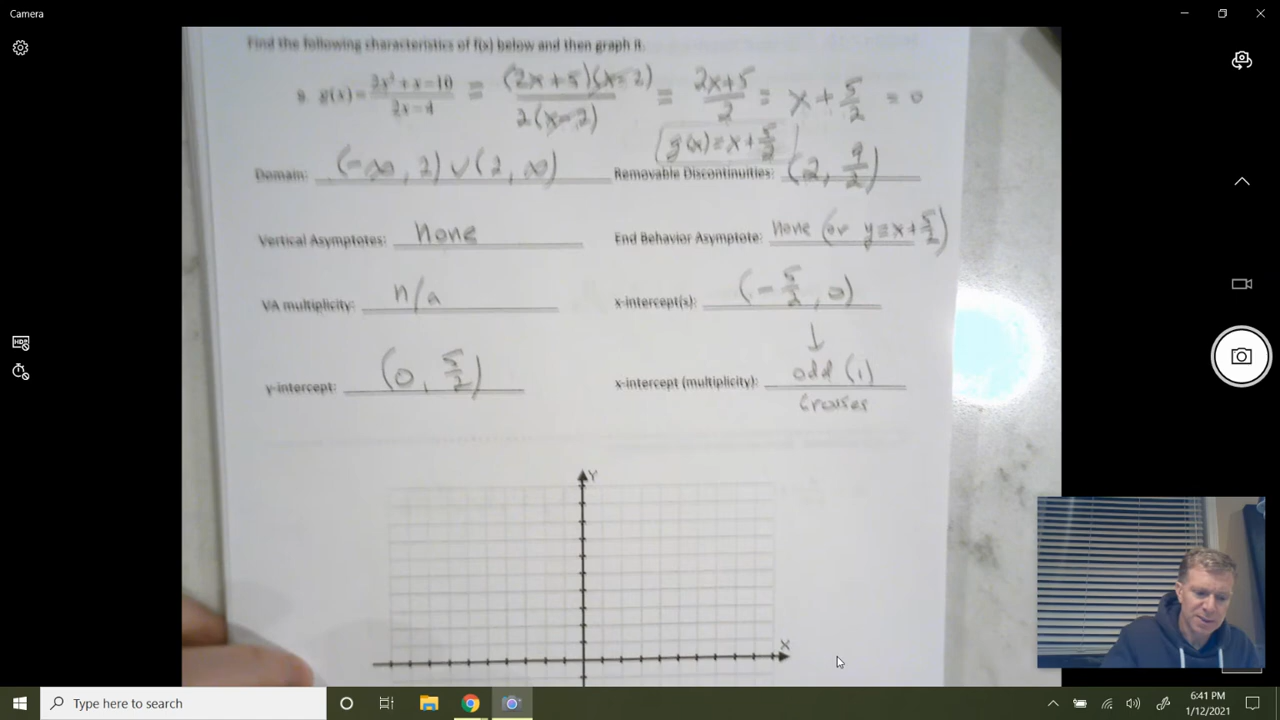 Camera
Find the following characteristics of f(x) below and then graph it.
9. g(x) = 2x² + x - 10 / 2x - 4 = (2x+5)(x-2) / 2(x-2) = 2x+5 / 2 = x + 5/2 = 0
g(x) = x + 5/2
Domain: (-∞, 2) ∪ (2, ∞) Removable Discontinuities: (2, 9/2)
Vertical Asymptotes: None End Behavior Asymptote: None (or y = x + 5/2)
VA multiplicity: n/a x-intercept(s): (-5/2, 0)
↓
y-intercept: (0, 5/2) x-intercept (multiplicity): odd (1)
Crosses
Y
X
Type here to search
6:41 PM
1/12/2021